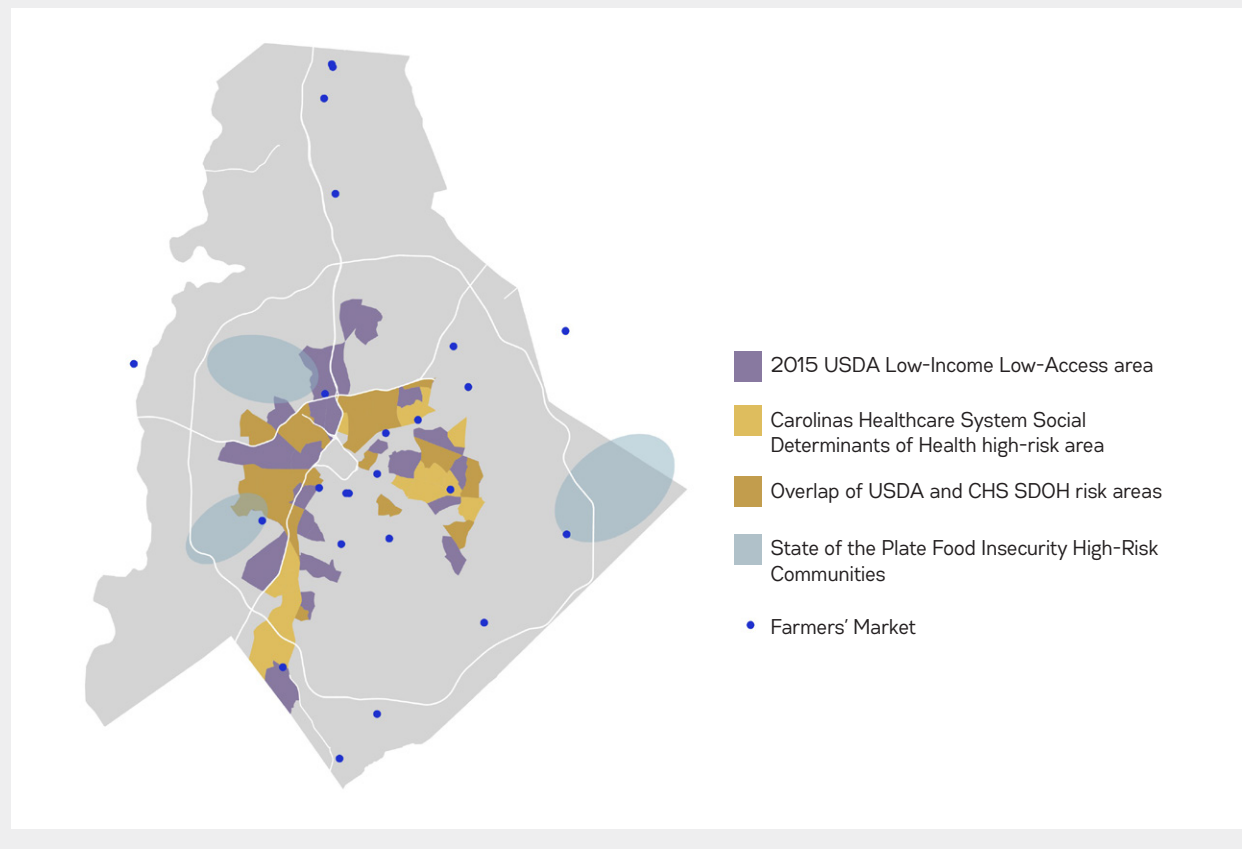 2015 USDA Low-Income Low-Access area
Carolinas Healthcare System Social
Determinants of Health high-risk area
Overlap of USDA and CHS SDOH risk areas
State of the Plate Food Insecurity High-Risk
Communities
Farmers’ Market